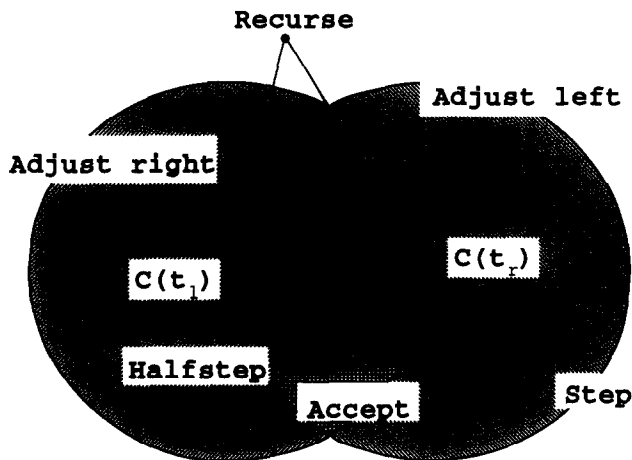 Recurse
Adjust left
Adjust right
C(t_r)
C(t_l)
Halfstep
Accept
Step